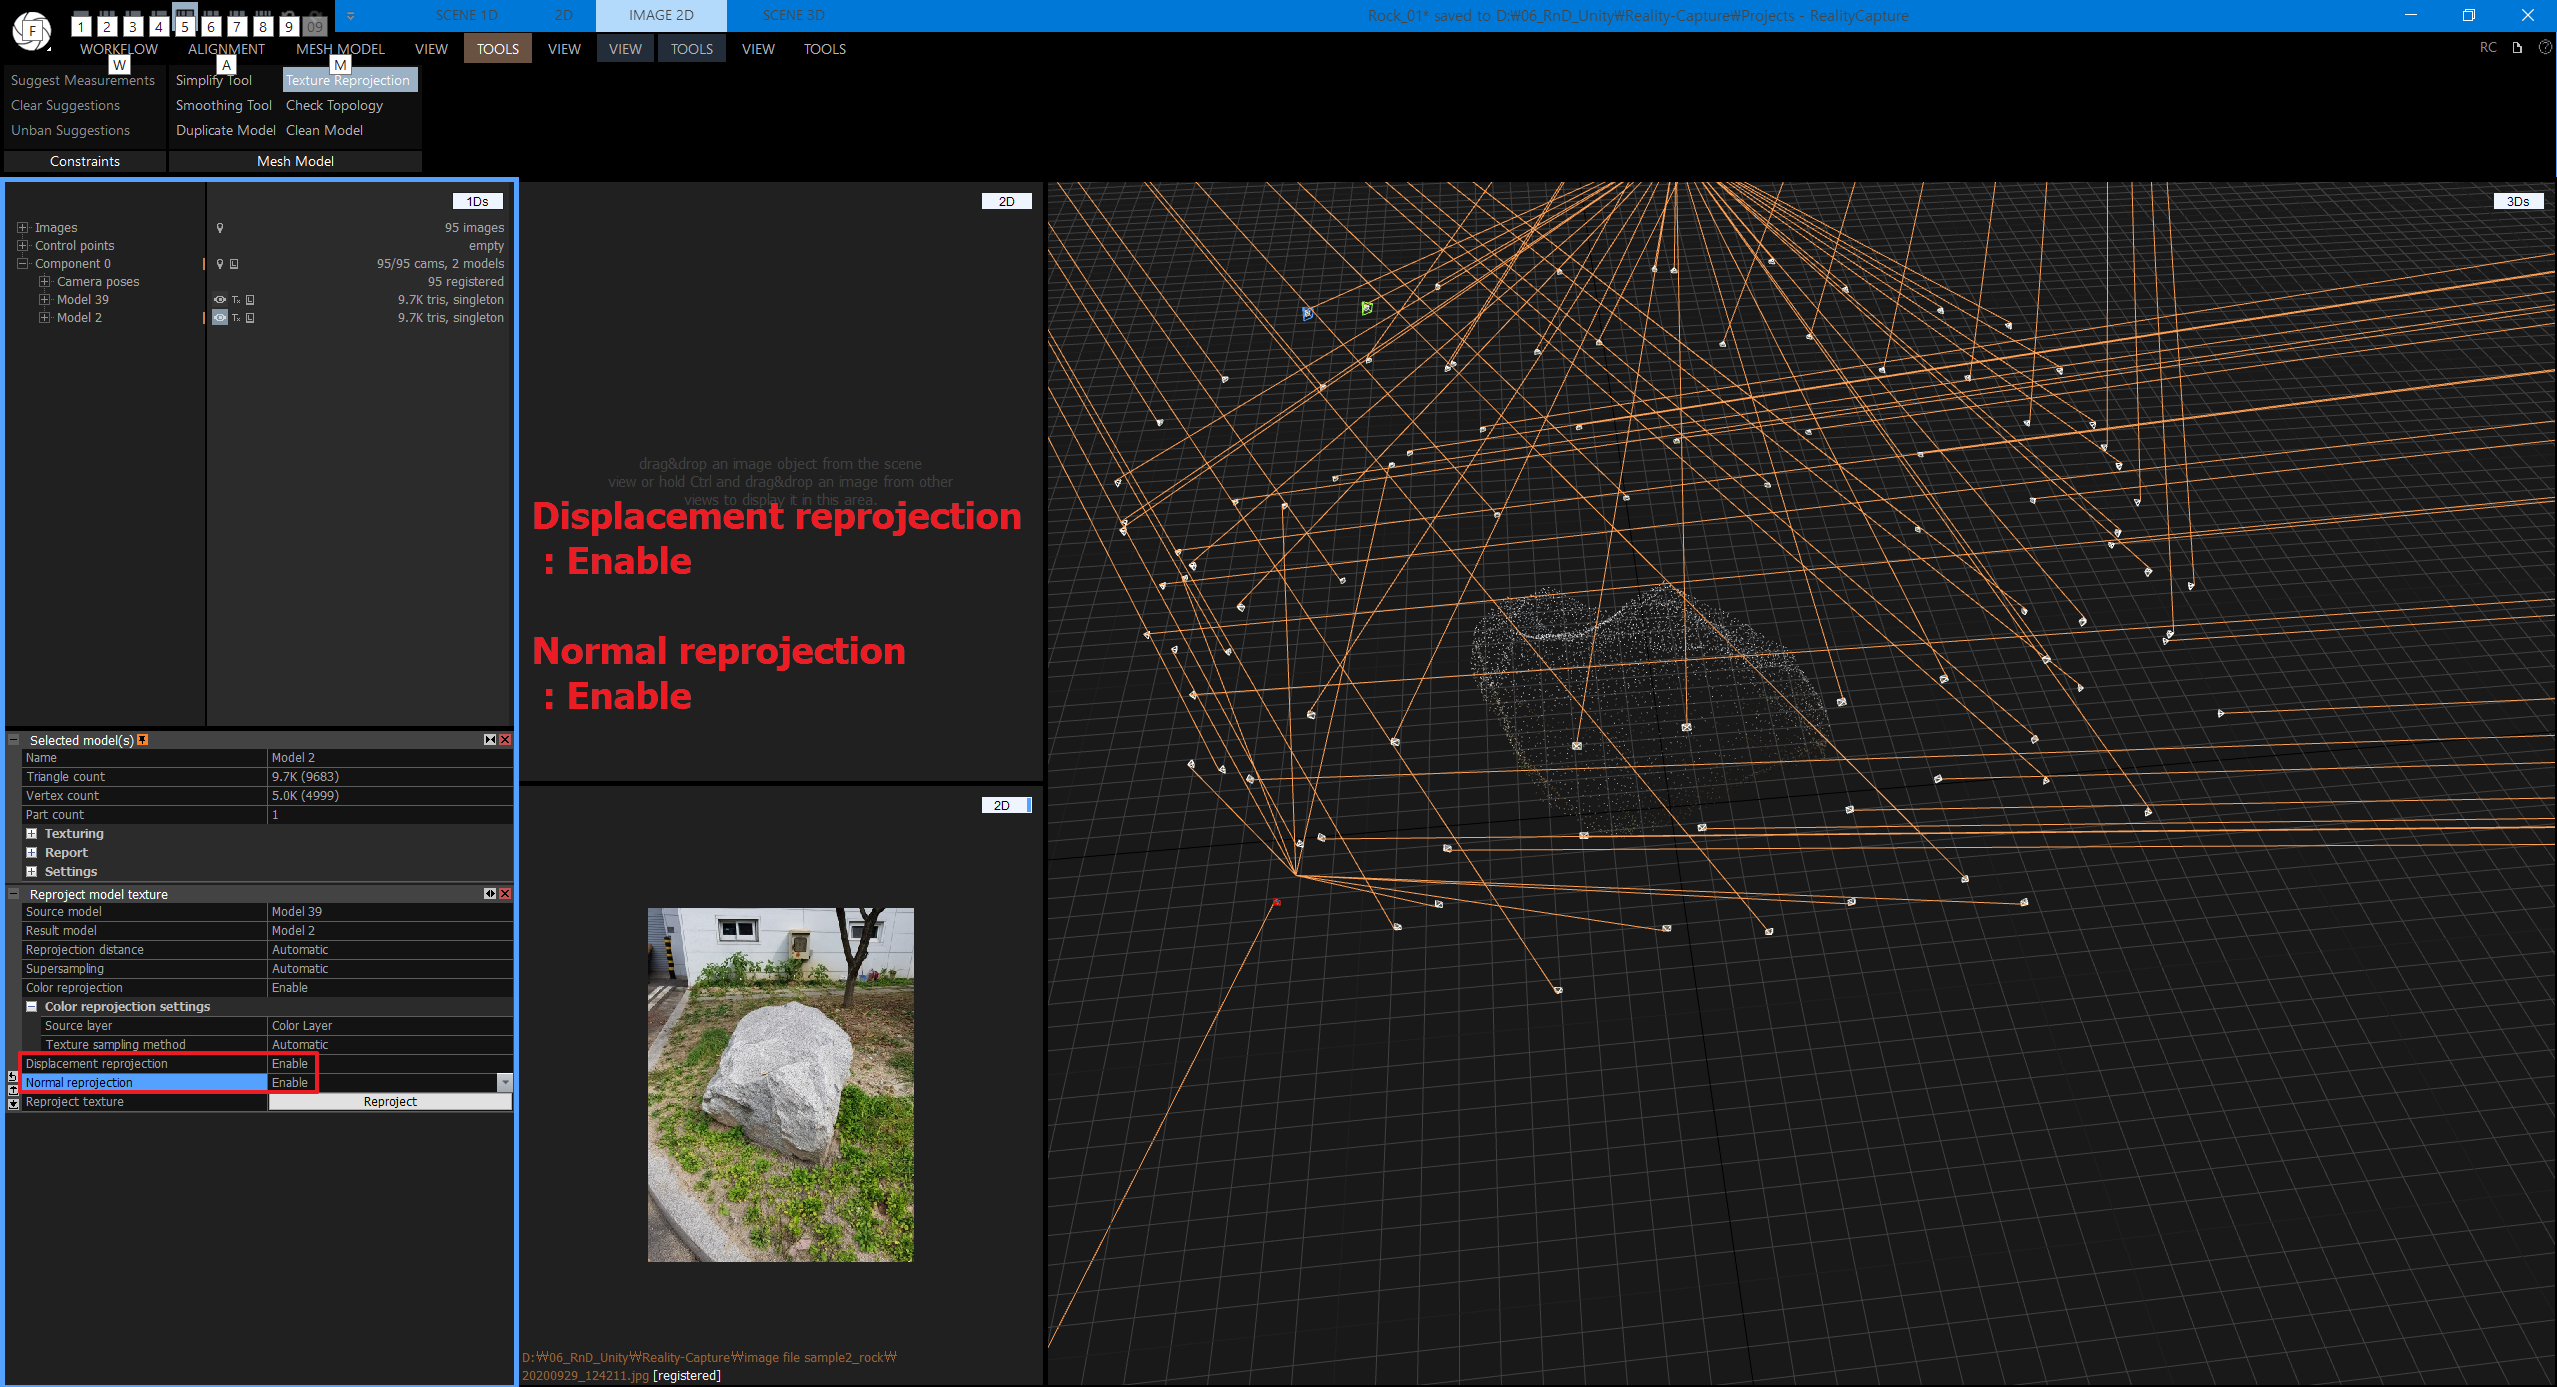 SCENE 1D 2D IMAGE 2D SCENE 3D Rock_01* saved to D:₩06_RnD_Unity₩Reality-Capture₩Projects - RealityCapture
F 1 2 3 4 5 6 7 8 9 09
WORKFLOW ALIGNMENT MESH MODEL VIEW TOOLS VIEW VIEW TOOLS VIEW TOOLS RC
W A M
Suggest Measurements Simplify Tool Texture Reprojection
Clear Suggestions Smoothing Tool Check Topology
Unban Suggestions Duplicate Model Clean Model
Constraints Mesh Model
1Ds
Images 95 images
Control points empty
Component 0 95/95 cams, 2 models
Camera poses 95 registered
Model 39 9.7K tris, singleton
Model 2 9.7K tris, singleton
Selected model(s)
Name Model 2
Triangle count 9.7K (9683)
Vertex count 5.0K (4999)
Part count 1
Texturing
Report
Settings
Reproject model texture
Source model Model 39
Result model Model 2
Reprojection distance Automatic
Supersampling Automatic
Color reprojection Enable
Color reprojection settings
Source layer Color Layer
Texture sampling method Automatic
Displacement reprojection Enable
Normal reprojection Enable
Reproject texture Reproject
2D
drag&drop an image object from the scene
view or hold Ctrl and drag&drop an image from other
views to display it in this area.
Displacement reprojection
: Enable
Normal reprojection
: Enable
2D
D:₩06_RnD_Unity₩Reality-Capture₩image file sample2_rock₩
20200929_124211.jpg [registered]
3Ds